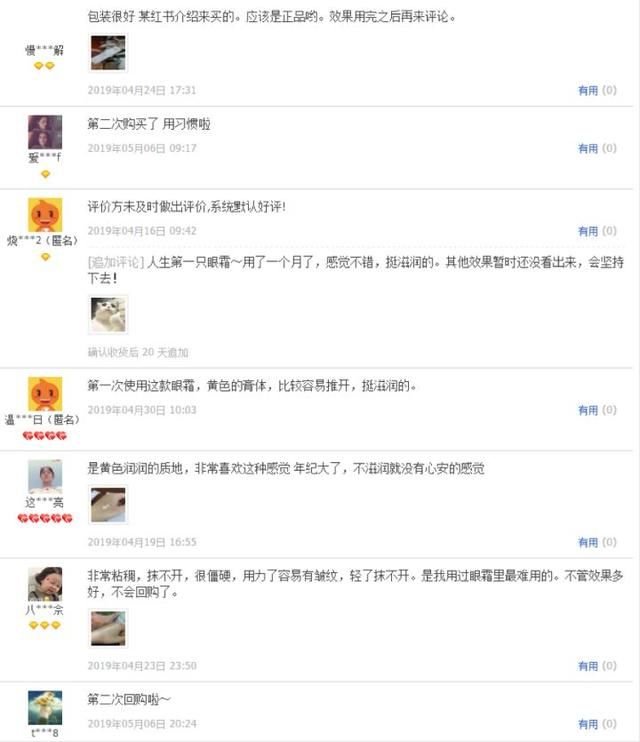 包装很好 某红书介绍来买的。应该是正品哟。效果用完之后再来评论。
慢***解
2019年04月24日 17:31
有用 (0)
第二次购买了 用习惯啦
爱***f
2019年05月06日 09:17
有用 (0)
评价方未及时做出评价,系统默认好评!
烧***2（匿名）
2019年04月16日 09:42
有用 (0)
[追加评论] 人生第一只眼霜～用了一个月了，感觉不错，挺滋润的。其他效果暂时还没看出来，会坚持
下去！
确认收货后 20 天追加
第一次使用这款眼霜，黄色的膏体，比较容易推开，挺滋润的。
温***日（匿名）
2019年04月30日 10:03
有用 (0)
是黄色润润的质地，非常喜欢这种感觉 年纪大了，不滋润就没有心安的感觉
这***亮
2019年04月19日 16:55
有用 (0)
非常粘稠，抹不开，很僵硬，用力了容易有皱纹，轻了抹不开。是我用过眼霜里最难用的。不管效果多
好，不会回购了。
八***余
2019年04月23日 23:50
有用 (0)
第二次回购啦～
t***8
2019年05月06日 20:24
有用 (0)